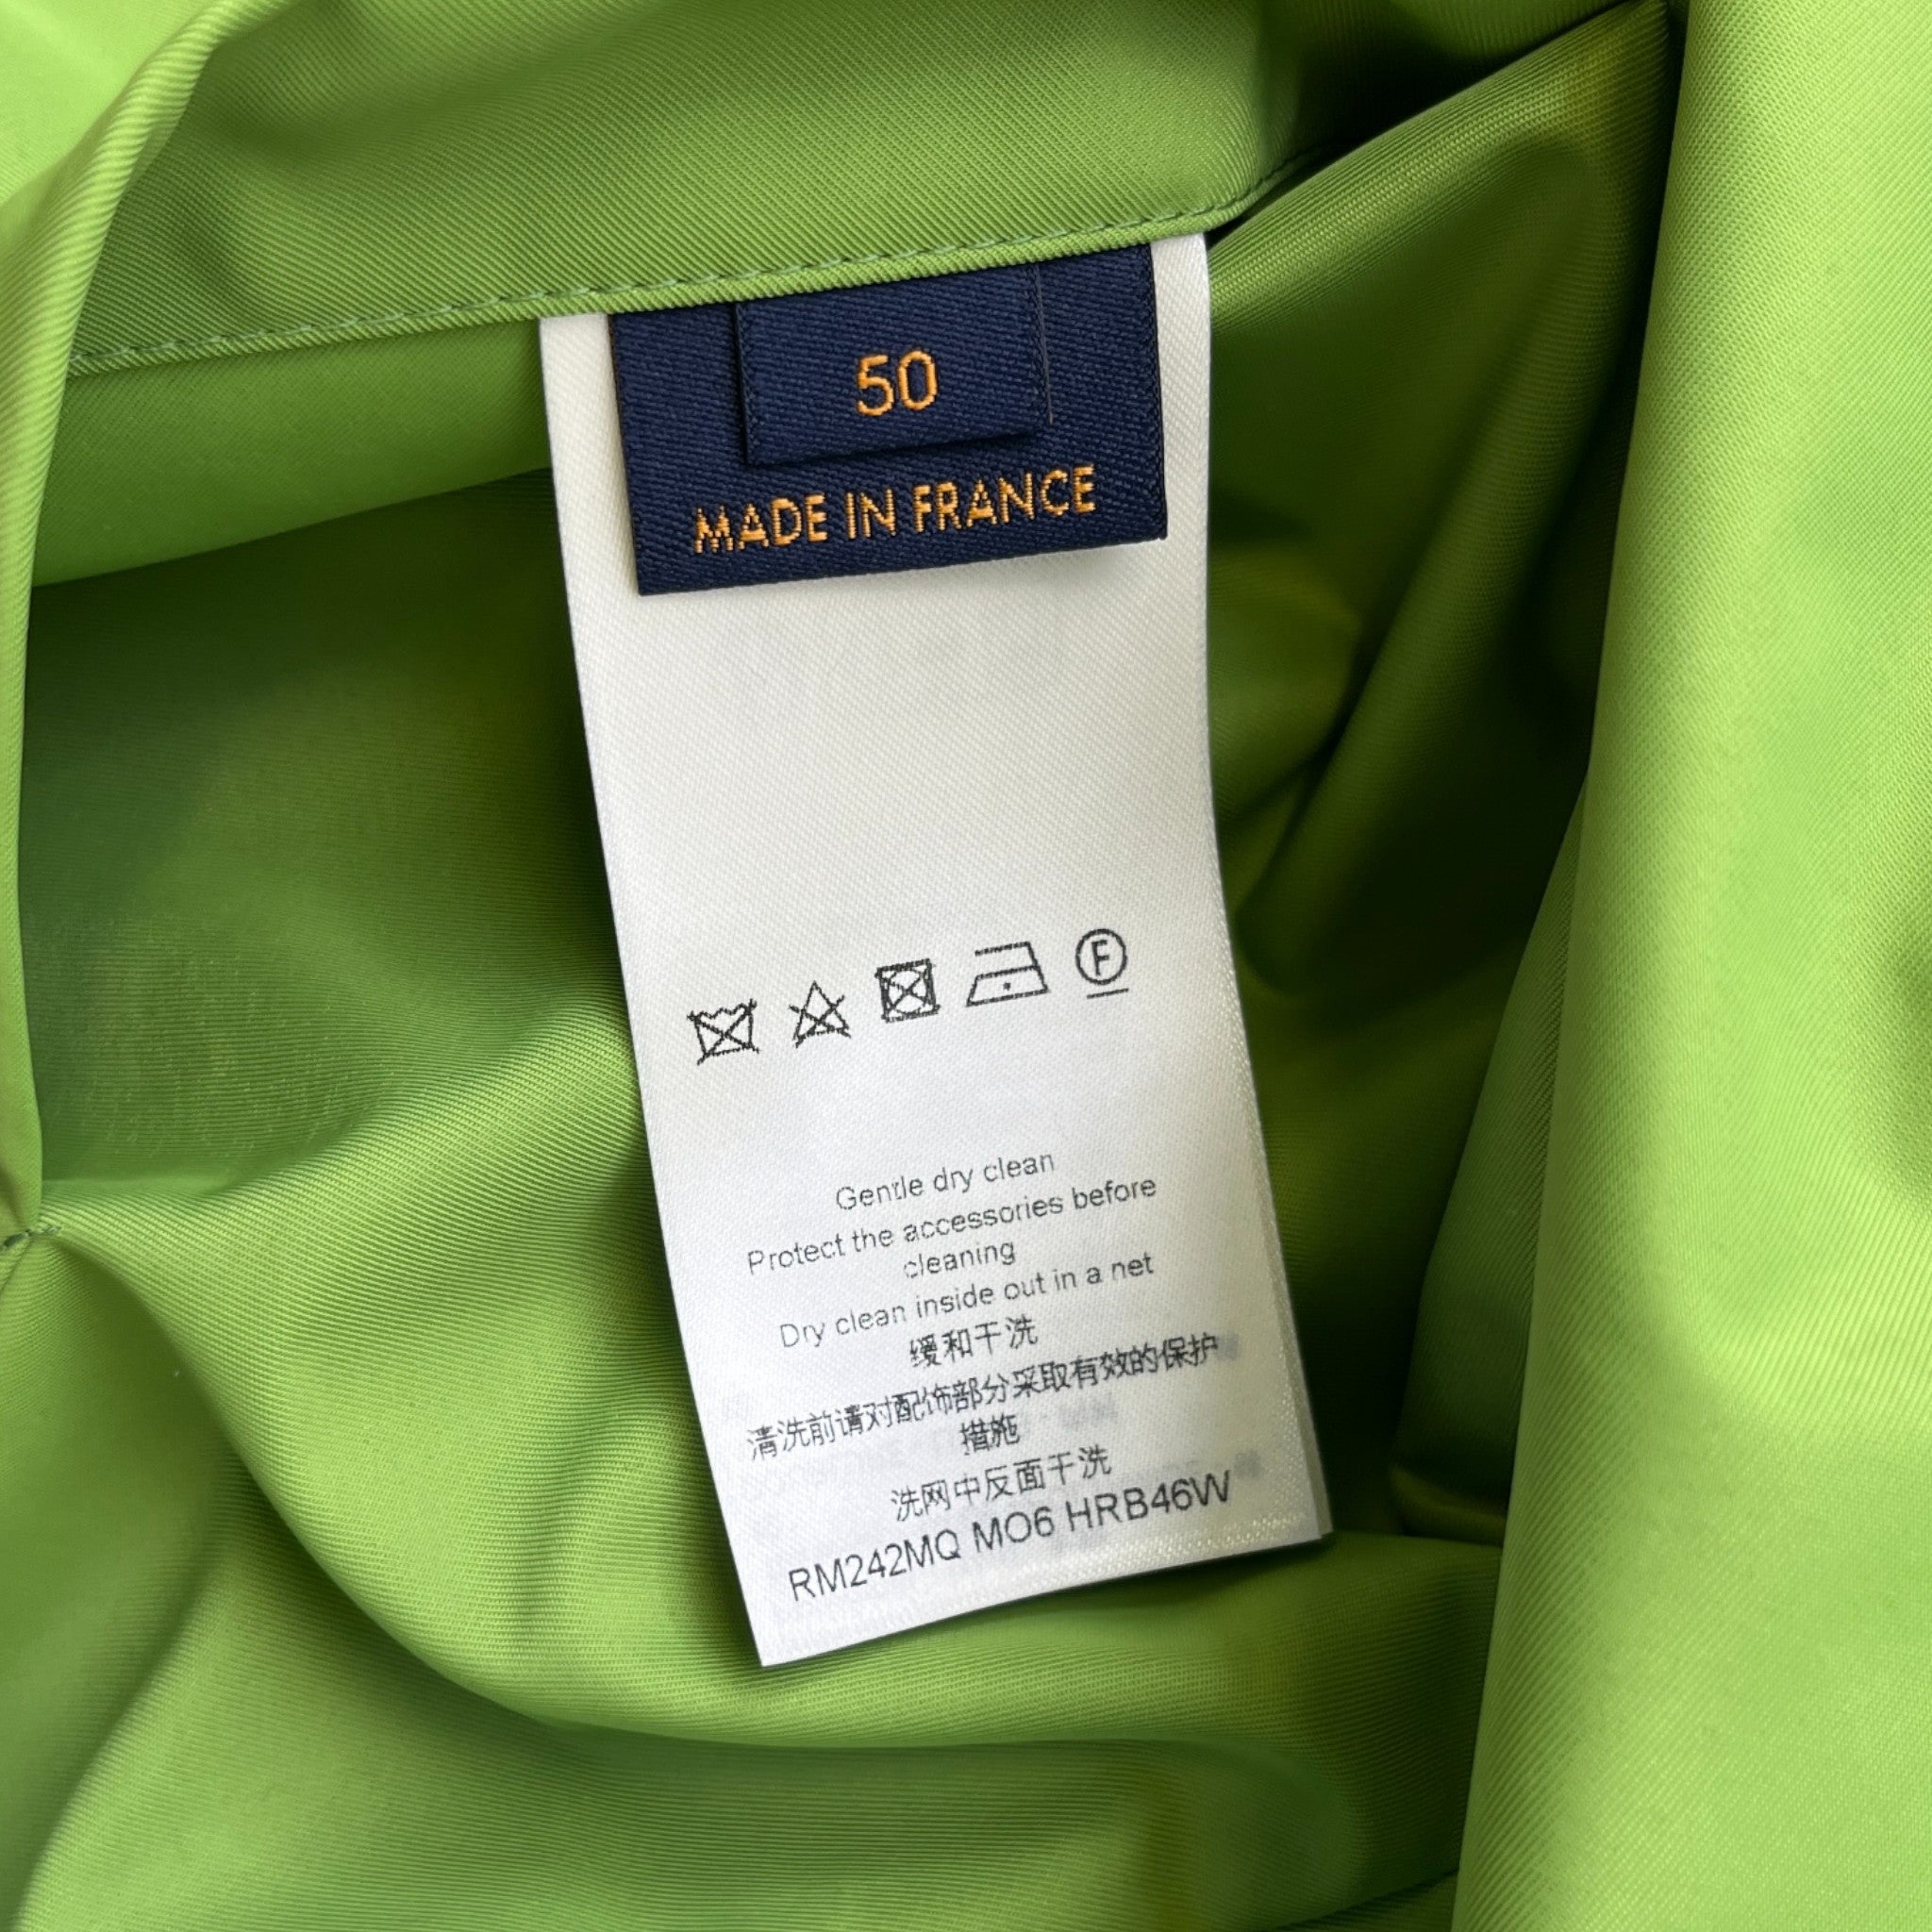 50
MADE IN FRANCE
F
Gentle dry clean
Protect the accessories before
cleaning
Dry clean inside out in a net
缓和干洗
清洗前请对配饰部分采取有效的保护
措施
洗网中反面干洗
RM242MQ MO6 HRB46W